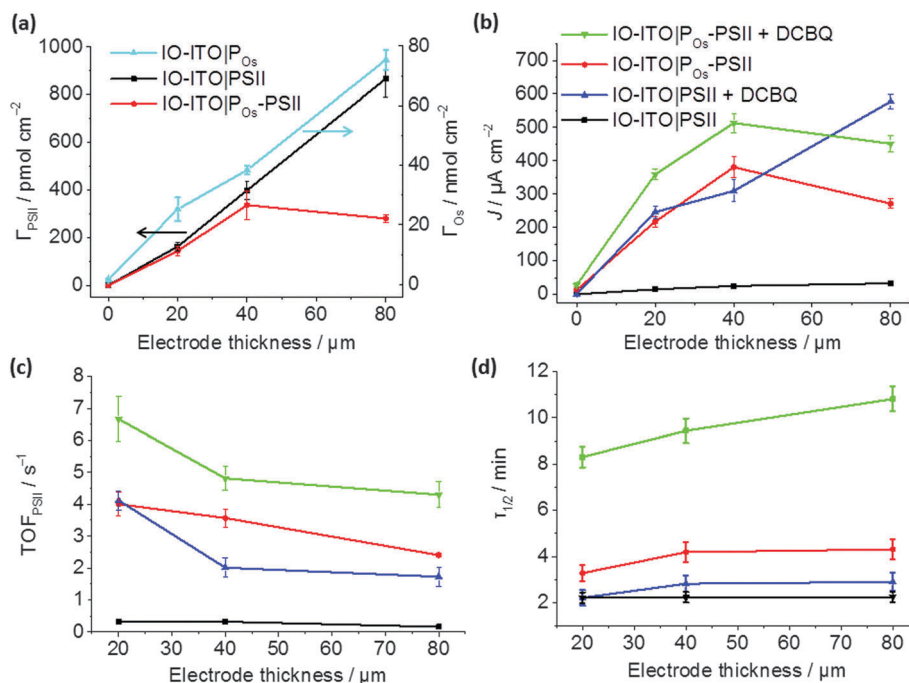 (a)
IO-ITO|P_Os
IO-ITO|PSII
IO-ITO|P_Os-PSII
1000
800
600
400
200
0
Γ_PSII / pmol cm⁻²
80
60
40
20
0
Γ_Os / nmol cm⁻²
0 20 40 60 80
Electrode thickness / µm
(b)
IO-ITO|P_Os-PSII + DCBQ
IO-ITO|P_Os-PSII
IO-ITO|PSII + DCBQ
IO-ITO|PSII
700
600
500
400
300
200
100
0
J / µA cm⁻²
0 20 40 60 80
Electrode thickness / µm
(c)
8
7
6
5
4
3
2
1
0
TOF_PSII / s⁻¹
20 30 40 50 60 70 80
Electrode thickness / µm
(d)
12
10
8
6
4
2
τ_1/2 / min
20 30 40 50 60 70 80
Electrode thickness / µm